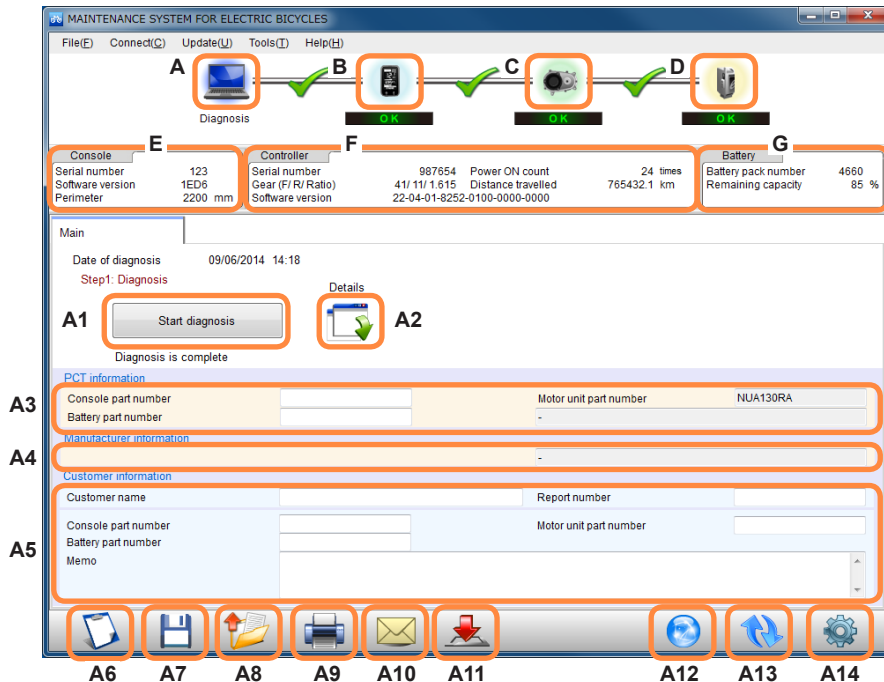 MAINTENANCE SYSTEM FOR ELECTRIC BICYCLES
File(F) Connect(C) Update(U) Tools(T) Help(H)
A B C D
Diagnosis OK OK OK
E F G
Console Controller Battery
Serial number 123 Serial number 987654 Power ON count 24 times Battery pack number 4660
Software version 1ED6 Gear (F/ R/ Ratio) 41/ 11/ 1.615 Distance travelled 765432.1 km Remaining capacity 85 %
Perimeter 2200 mm Software version 22-04-01-8252-0100-0000-0000
Main
Date of diagnosis 09/06/2014 14:18
Step1: Diagnosis
Details
A1 Start diagnosis A2
Diagnosis is complete
PCT information
A3 Console part number Motor unit part number NUA130RA
Battery part number -
Manufacturer information
A4 -
Customer information
Customer name Report number
A5 Console part number Motor unit part number
Battery part number
Memo
A6 A7 A8 A9 A10 A11 A12 A13 A14